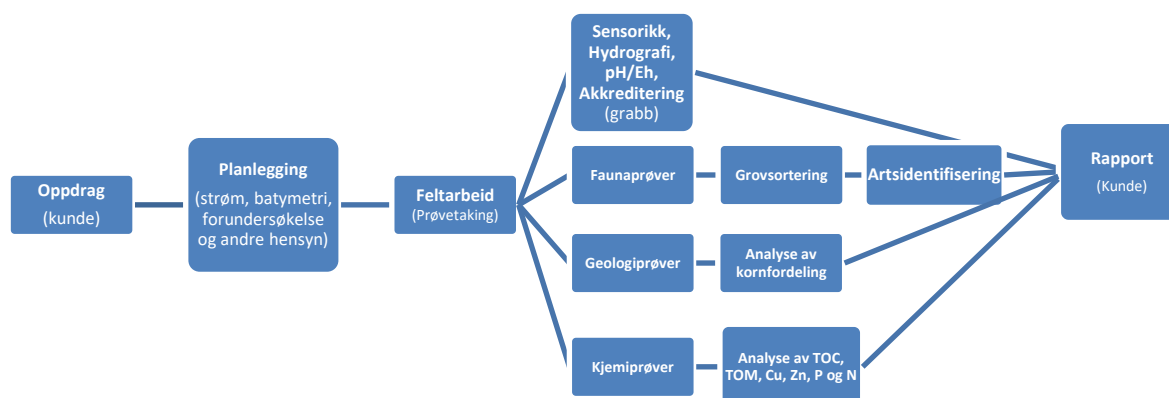 Oppdrag
(kunde)
Planlegging
(strøm, batymetri,
forundersøkelse
og andre hensyn)
Feltarbeid
(Prøvetaking)
Sensorikk,
Hydrografi,
pH/Eh,
Akkreditering
(grabb)
Faunaprøver
Grovsortering
Artsidentifisering
Geologiprøver
Analyse av
kornfordeling
Kjemiprøver
Analyse av TOC,
TOM, Cu, Zn, P og N
Rapport
(Kunde)